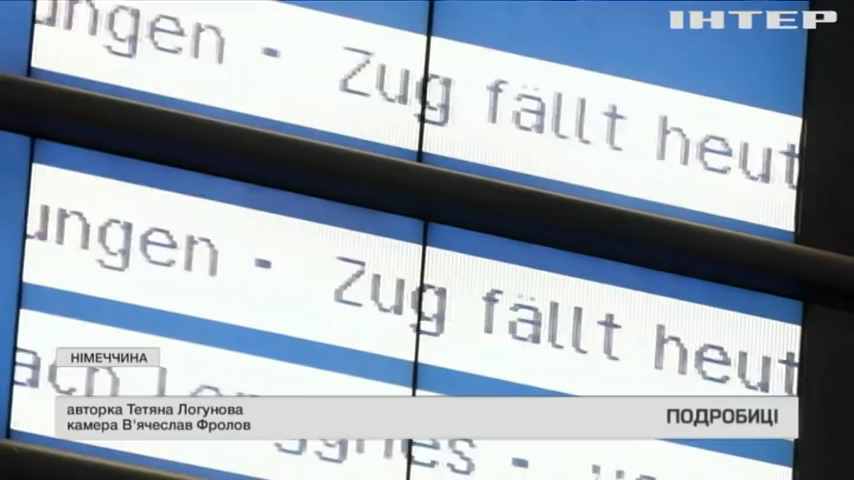 ІНТЕР
ungen - Zug fällt heut
ungen - Zug fällt heut
НІМЕЧЧИНА
авторка Тетяна Логунова
камера В'ячеслав Фролов
ПОДРОБИЦІ